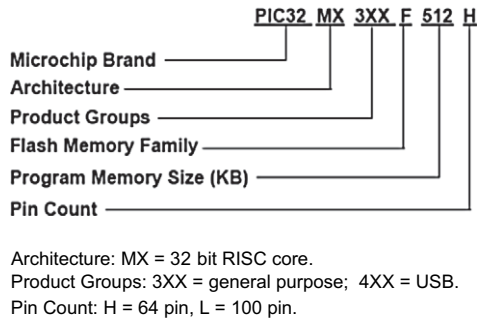 PIC32 MX 3XX F 512 H
Microchip Brand
Architecture
Product Groups
Flash Memory Family
Program Memory Size (KB)
Pin Count
Architecture: MX = 32 bit RISC core.
Product Groups: 3XX = general purpose; 4XX = USB.
Pin Count: H = 64 pin, L = 100 pin.